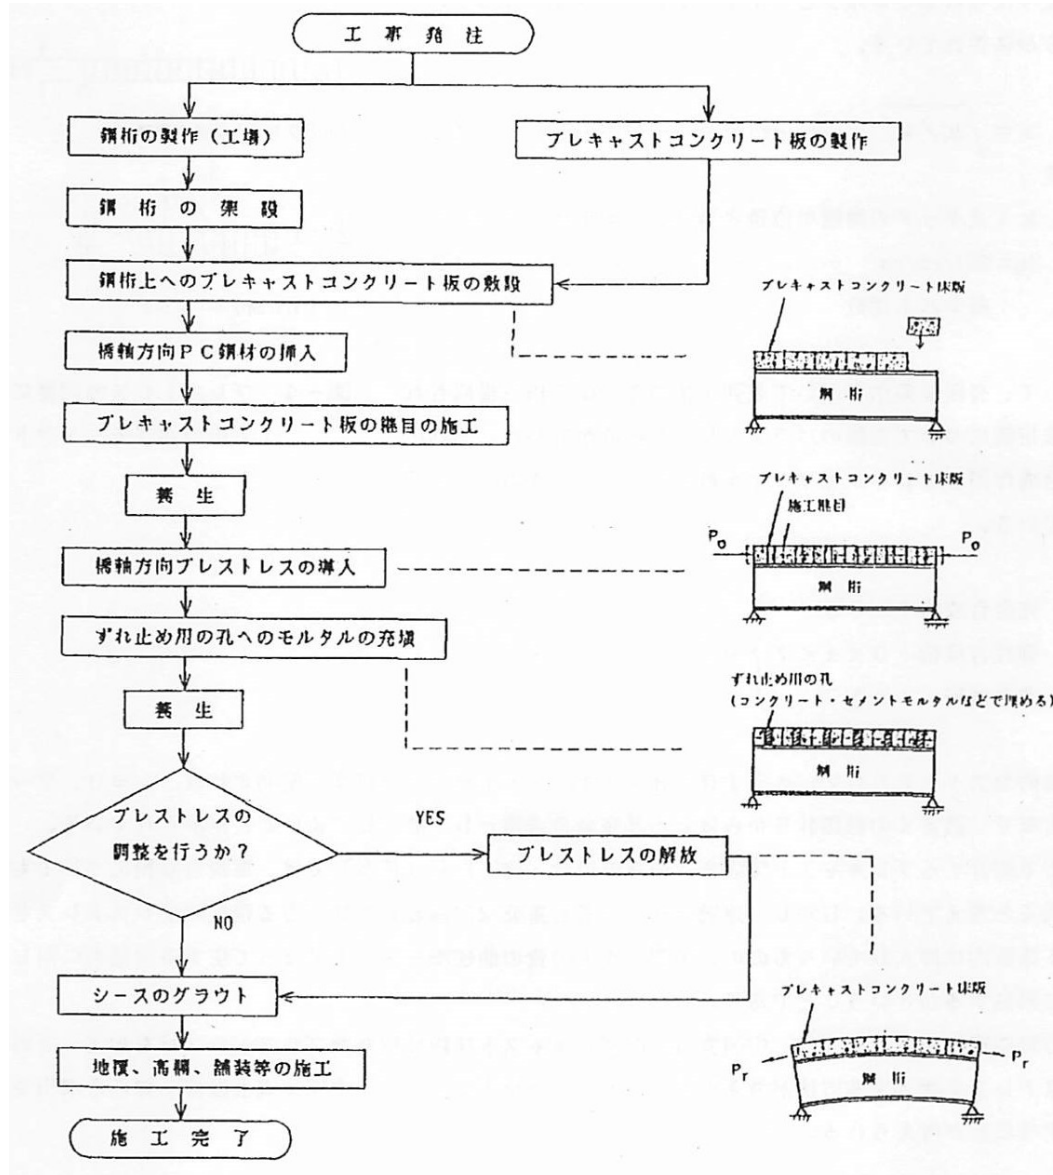 工事発注
鋼桁の製作(工場)
プレキャストコンクリート板の製作
鋼桁の架設
鋼桁上へのプレキャストコンクリート板の敷設
プレキャストコンクリート床版
鋼桁
橋軸方向PC鋼材の挿入
プレキャストコンクリート板の継目の施工
養生
プレキャストコンクリート床版
施工継目
P₀
P₀
鋼桁
橋軸方向プレストレスの導入
ずれ止め用の孔へのモルタルの充填
養生
ずれ止め用の孔
(コンクリート・セメントモルタルなどで埋める)
鋼桁
プレストレスの
調整を行うか?
YES
プレストレスの解放
NO
シースのグラウト
プレキャストコンクリート床版
Pr
Pr
鋼桁
地覆、高欄、舗装等の施工
施工完了